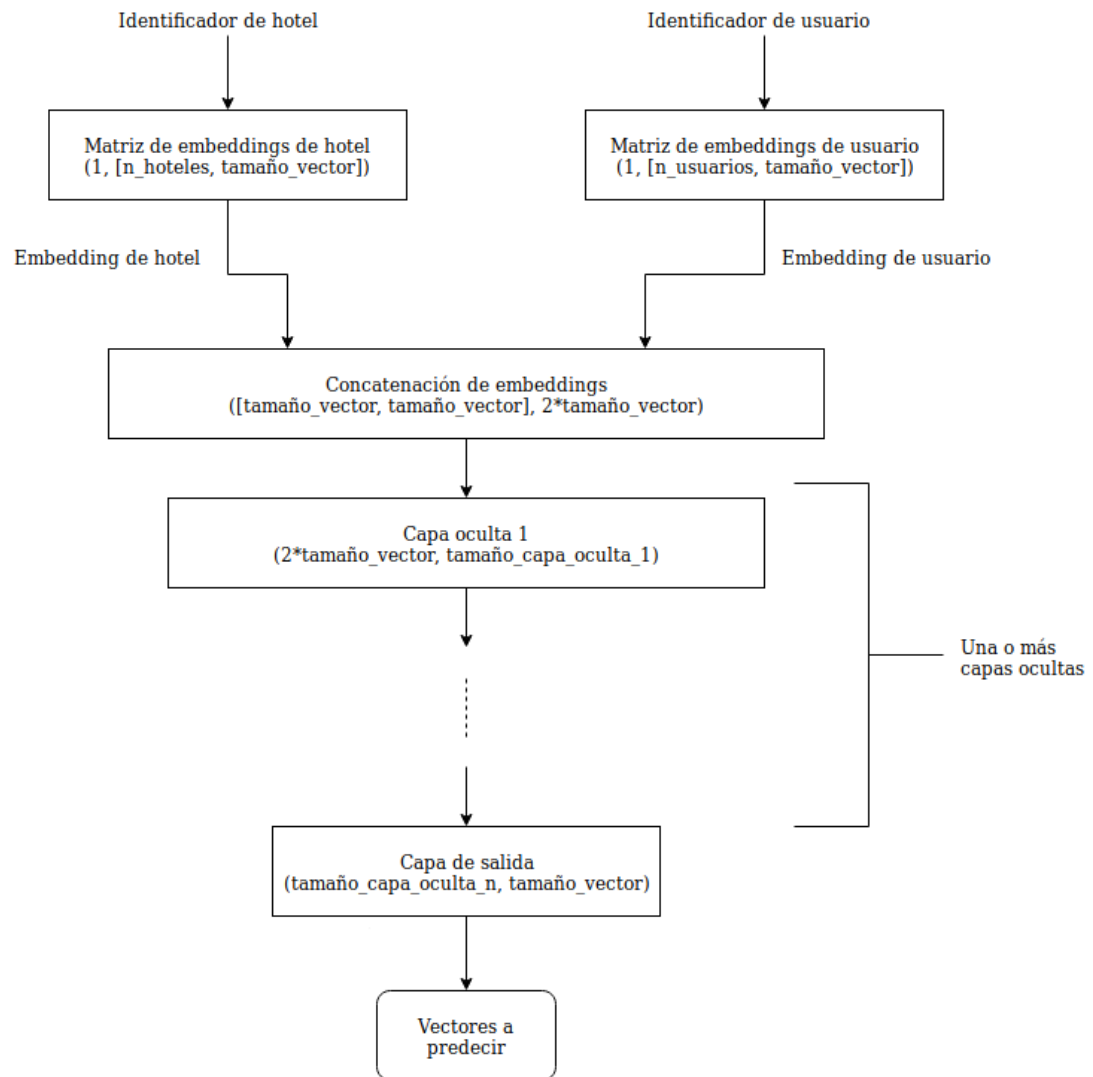 Identificador de hotel
Identificador de usuario
Matriz de embeddings de hotel
(1, [n_hoteles, tamaño_vector])
Matriz de embeddings de usuario
(1, [n_usuarios, tamaño_vector])
Embedding de hotel
Embedding de usuario
Concatenación de embeddings
([tamaño_vector, tamaño_vector], 2*tamaño_vector)
Capa oculta 1
(2*tamaño_vector, tamaño_capa_oculta_1)
Una o más
capas ocultas
Capa de salida
(tamaño_capa_oculta_n, tamaño_vector)
Vectores a
predecir